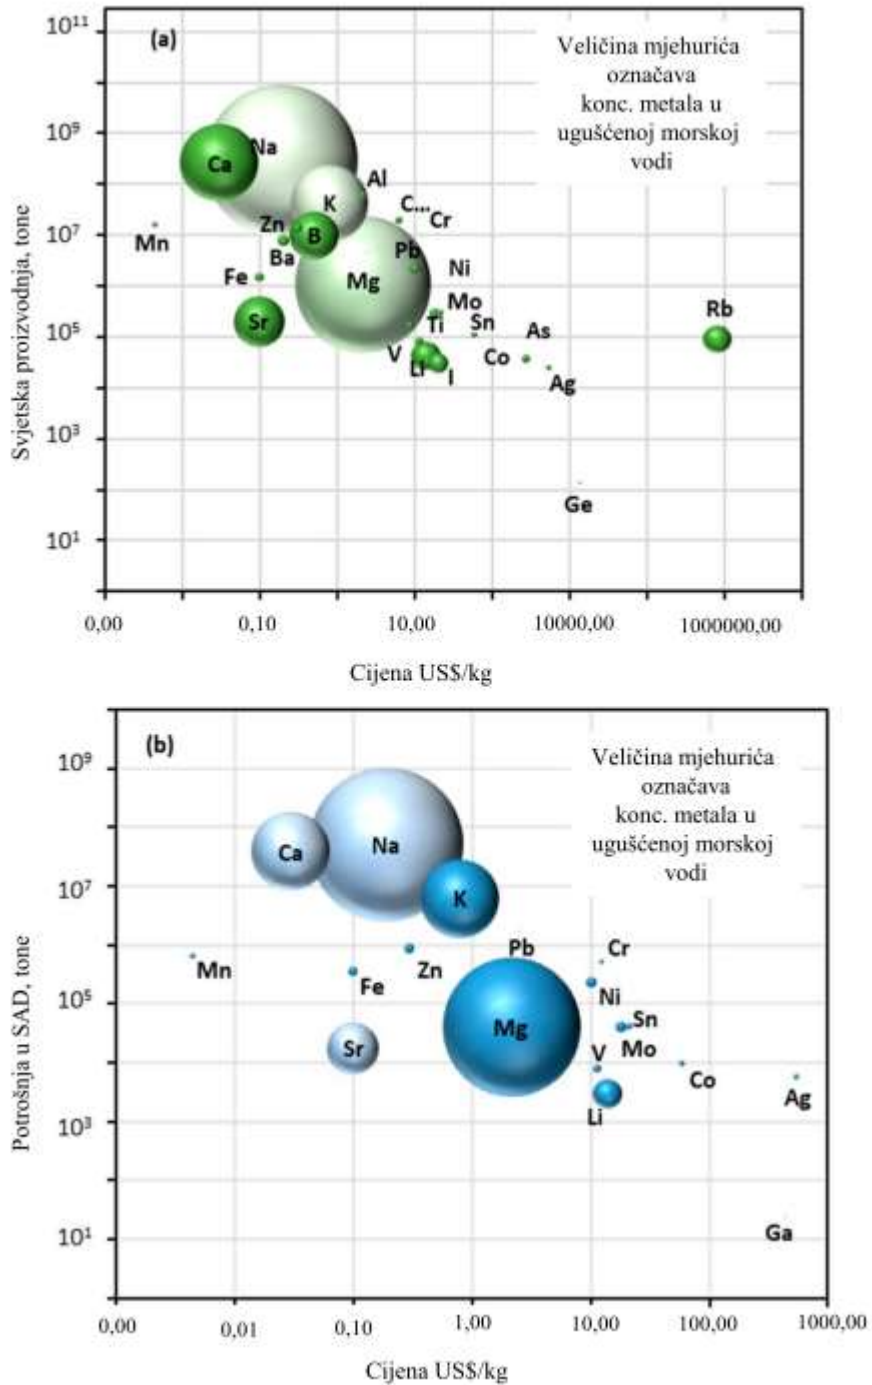 (a)
Veličina mjehurića
označava
konc. metala u
ugušćenoj morskoj
vodi
Svjetska proizvodnja, tone
10¹¹
10⁹
10⁷
10⁵
10³
10¹
Na
Ca
Al
K
C...
Cr
Zn
B
Mn
Ba
Pb
Fe
Mg
Ni
Mo
Sr
Ti
Sn
As
Rb
V
Li
I
Co
Ag
Ge
0,00
0,10
10,00
10000,00
1000000,00
Cijena US$/kg
(b)
Veličina mjehurića
označava
konc. metala u
ugušćenoj morskoj
vodi
Potrošnja u SAD, tone
10⁹
10⁷
10⁵
10³
10¹
Ca
Na
K
Mn
Fe
Zn
Pb
Cr
Ni
Mg
Sr
Sn
V
Mo
Co
Li
Ag
Ga
0,00
0,01
0,10
1,00
10,00
100,00
1000,00
Cijena US$/kg